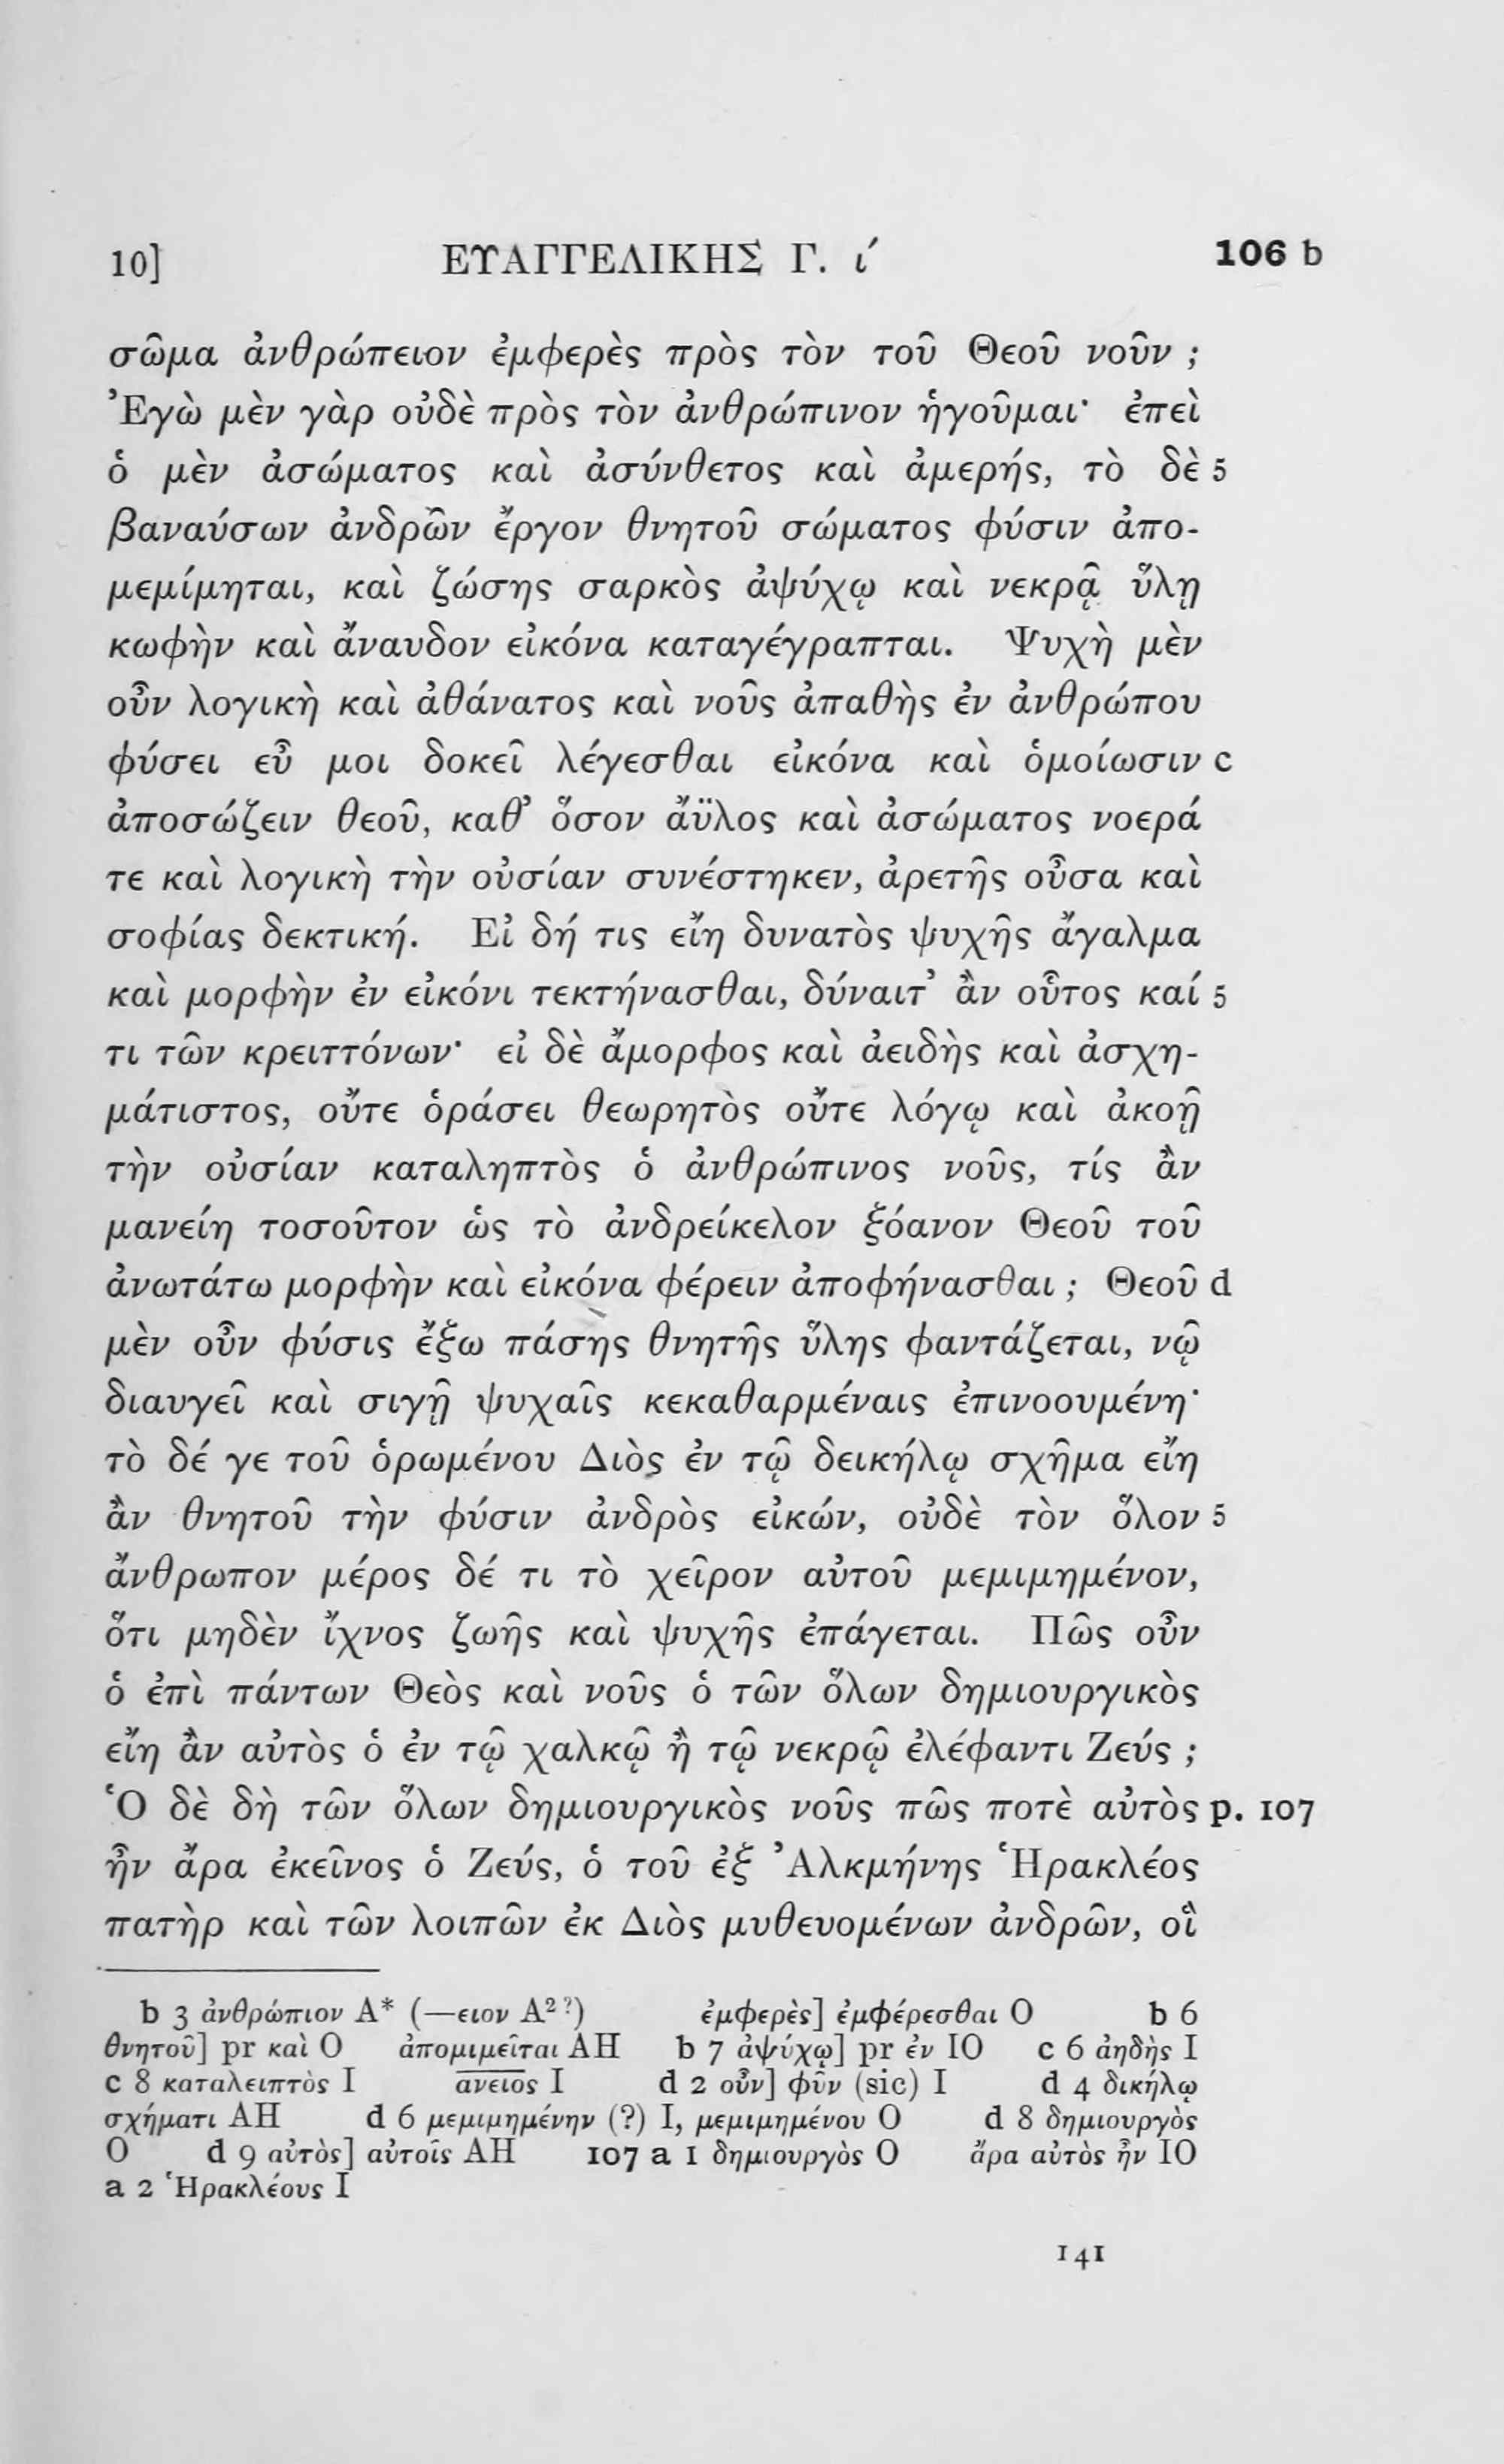 10] ΕΥΑΓΓΕΛΙΚΗΣ Γ. ί 106 b
σῶμα ἀνθρώπειον ἐμφερὲς πρὸς τὸν τοῦ Θεοῦ νοῦν ;
Ἐγὼ μὲν γὰρ οὐδὲ πρὸς τὸν ἀνθρώπινον ἡγοῦμαι· ἐπεὶ
ὁ μὲν ἀσώματος καὶ ἀσύνθετος καὶ ἀμερής, τὸ δὲ 5
βαναύσων ἀνδρῶν ἔργον θνητοῦ σώματος φύσιν ἀπο-
μεμίμηται, καὶ ζώσης σαρκὸς ἀψύχῳ καὶ νεκρᾷ ὕλῃ
κωφὴν καὶ ἄναυδον εἰκόνα καταγέγραπται. Ψυχὴ μὲν
οὖν λογικὴ καὶ ἀθάνατος καὶ νοῦς ἀπαθὴς ἐν ἀνθρώπου
φύσει εὖ μοι δοκεῖ λέγεσθαι εἰκόνα καὶ ὁμοίωσιν c
ἀποσώζειν θεοῦ, καθ’ ὅσον ἄϋλος καὶ ἀσώματος νοερά
τε καὶ λογικὴ τὴν οὐσίαν συνέστηκεν, ἀρετῆς οὖσα καὶ
σοφίας δεκτική. Εἰ δή τις εἴη δυνατὸς ψυχῆς ἄγαλμα
καὶ μορφὴν ἐν εἰκόνι τεκτήνασθαι, δύναιτ’ ἂν οὗτος καί 5
τι τῶν κρειττόνων· εἰ δὲ ἄμορφος καὶ ἀειδὴς καὶ ἀσχη-
μάτιστος, οὔτε ὁράσει θεωρητὸς οὔτε λόγῳ καὶ ἀκοῇ
τὴν οὐσίαν καταληπτὸς ὁ ἀνθρώπινος νοῦς, τίς ἂν
μανείη τοσοῦτον ὡς τὸ ἀνδρείκελον ξόανον Θεοῦ τοῦ
ἀνωτάτω μορφὴν καὶ εἰκόνα φέρειν ἀποφήνασθαι ; Θεοῦ d
μὲν οὖν φύσις ἔξω πάσης θνητῆς ὕλης φαντάζεται, νῷ
διαυγεῖ καὶ σιγῇ ψυχαῖς κεκαθαρμέναις ἐπινοουμένη·
τὸ δέ γε τοῦ ὁρωμένου Διὸς ἐν τῷ δεικήλῳ σχῆμα εἴη
ἂν θνητοῦ τὴν φύσιν ἀνδρὸς εἰκών, οὐδὲ τὸν ὅλον 5
ἄνθρωπον μέρος δέ τι τὸ χεῖρον αὐτοῦ μεμιμημένον,
ὅτι μηδὲν ἴχνος ζωῆς καὶ ψυχῆς ἐπάγεται. Πῶς οὖν
ὁ ἐπὶ πάντων Θεὸς καὶ νοῦς ὁ τῶν ὅλων δημιουργικὸς
εἴη ἂν αὐτὸς ὁ ἐν τῷ χαλκῷ ἢ τῷ νεκρῷ ἐλέφαντι Ζεύς ;
Ὁ δὲ δὴ τῶν ὅλων δημιουργικὸς νοῦς πῶς ποτὲ αὐτὸς p. 107
ἦν ἄρα ἐκεῖνος ὁ Ζεύς, ὁ τοῦ ἐξ Ἀλκμήνης Ἡρακλέος
πατὴρ καὶ τῶν λοιπῶν ἐκ Διὸς μυθευομένων ἀνδρῶν, οἳ
b 3 ἀνθρώπιον A* (—ειον A²?) ἐμφερὲς] ἐμφέρεσθαι O b 6
θνητοῦ] pr καὶ O ἀπομιμεῖται AH b 7 ἀψύχῳ] pr ἐν IO c 6 ἀηδὴς I
c 8 καταλειπτὸς I α̅ν̅ε̅ι̅ος I d 2 οὖν] φῦν (sic) I d 4 δικήλῳ
σχήματι AH d 6 μεμιμημένην (?) I, μεμιμημένου O d 8 δημιουργὸς
O d 9 αὐτὸς] αὐτοῖς AH 107 a 1 δημιουργὸς O ἄρα αὐτὸς ἦν IO
a 2 Ἡρακλέους I
141